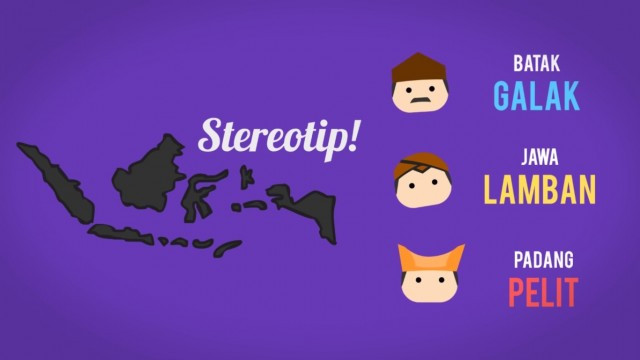 Stereotip!
BATAK
GALAK
JAWA
LAMBAN
PADANG
PELIT